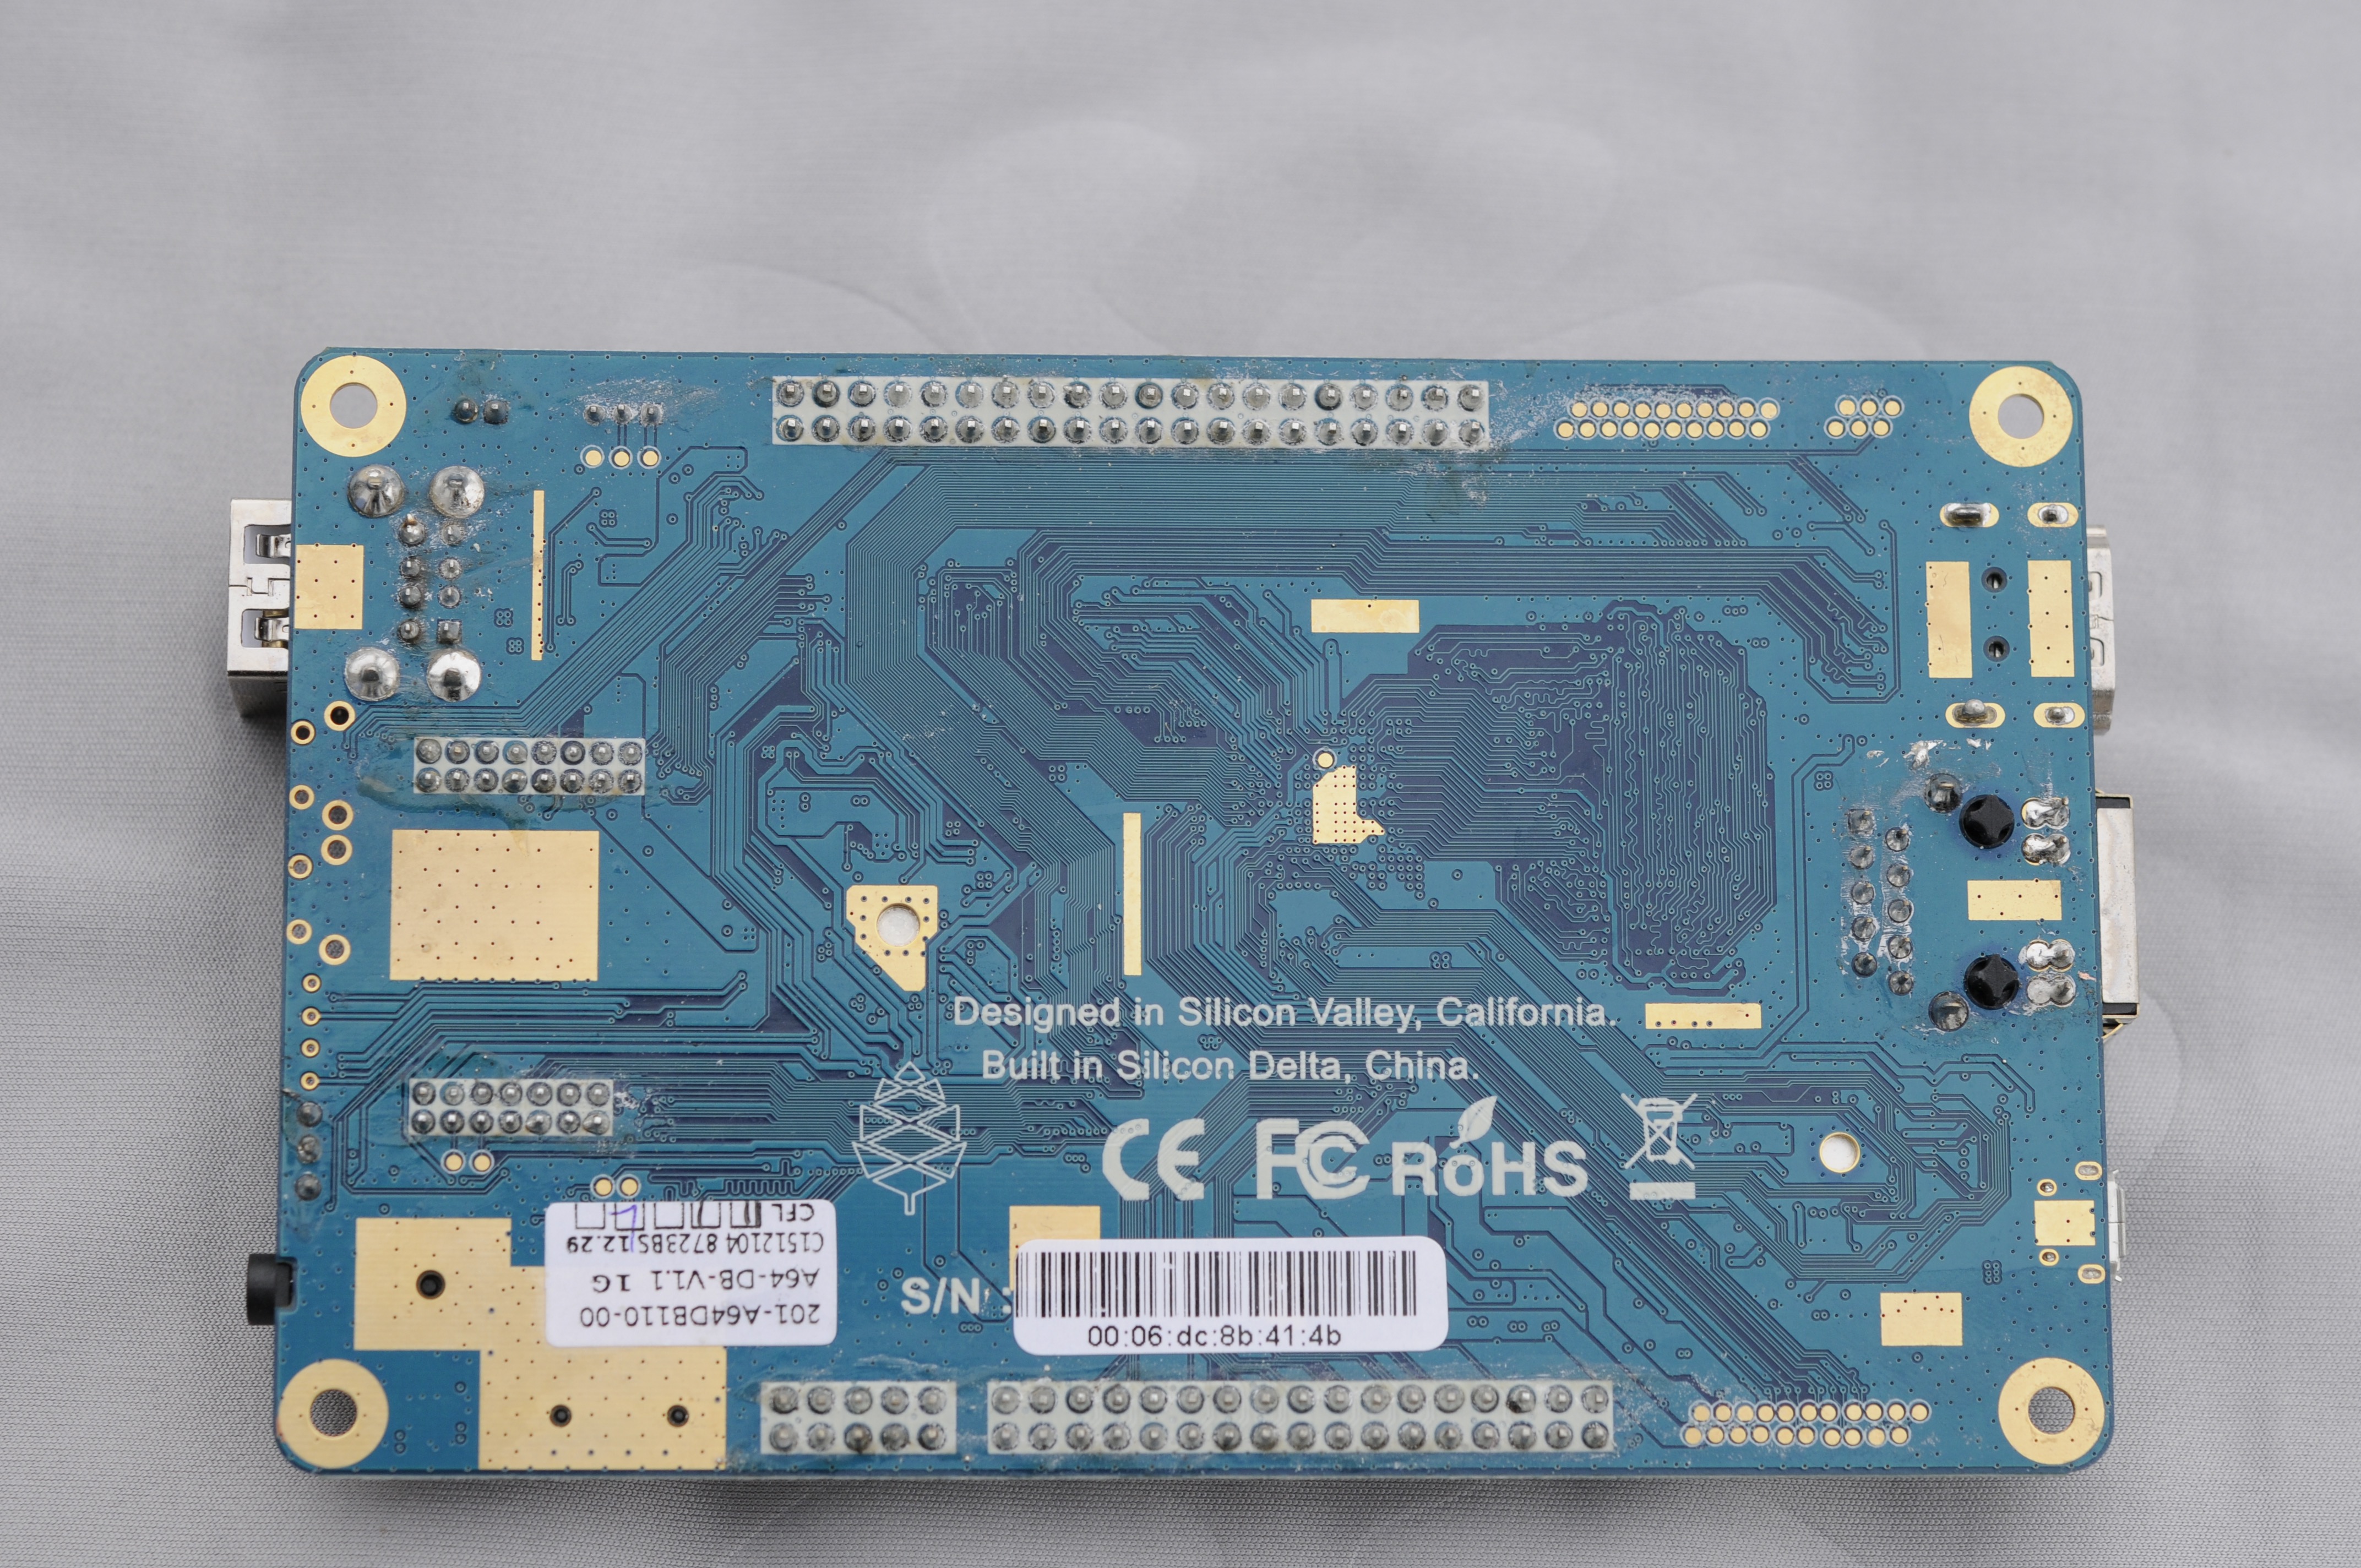 Designed in Silicon Valley, California.
Built in Silicon Delta, China.
CE FC RoHS
S/N :
00:06:dc:8b:41:4b
201-A64DB110-00
A64-DB-V1.1 1G
C1512104 8723BS 12.29
CFL